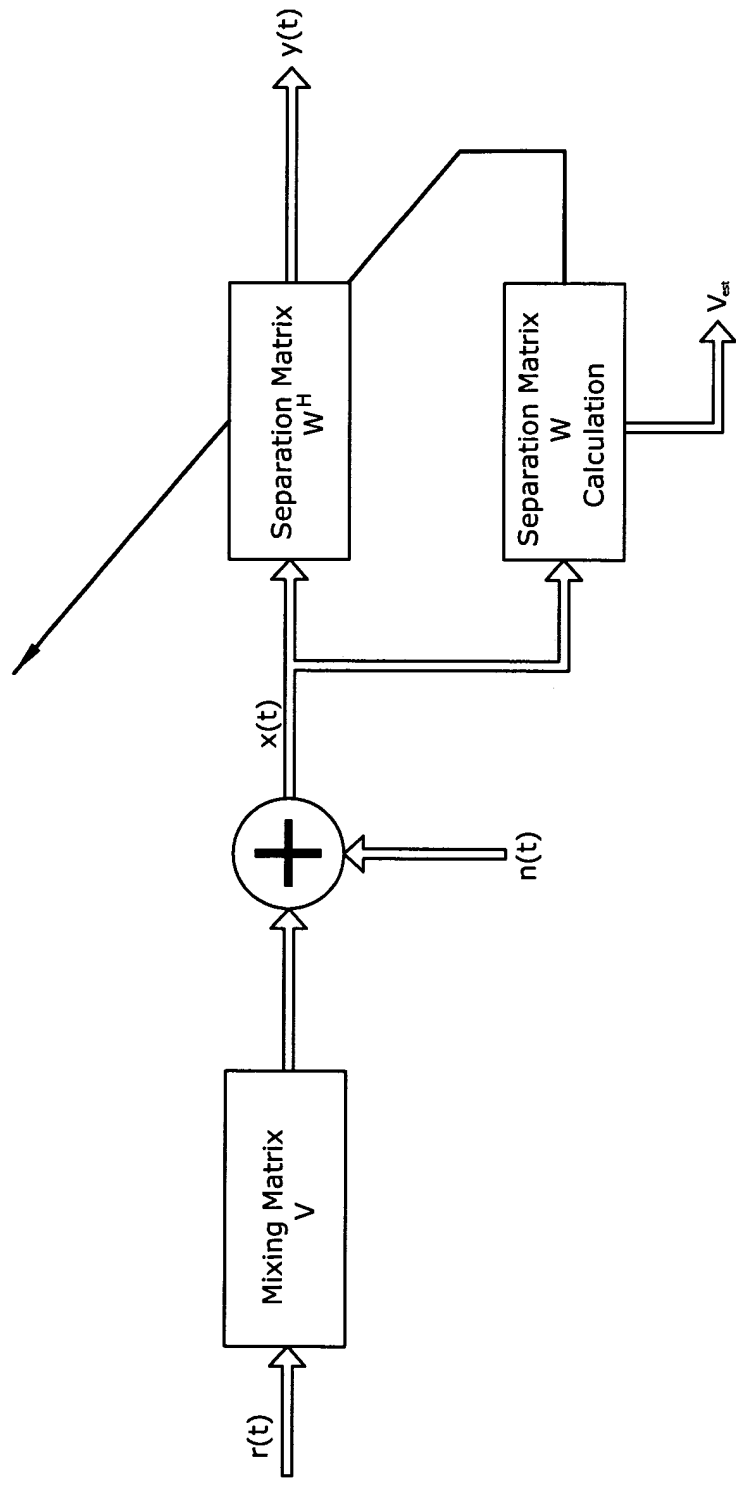 r(t)
Mixing Matrix
V
n(t)
x(t)
Separation Matrix
W^H
y(t)
Separation Matrix
W
Calculation
V_est